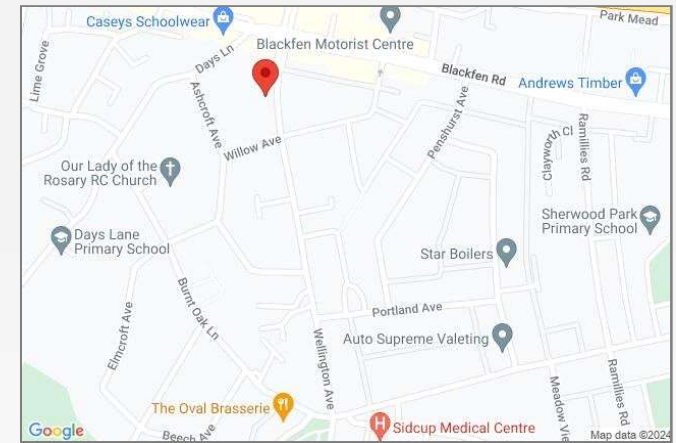 Caseys Schoolwear
Park Mead
Lime Grove
Days Ln
Blackfen Motorist Centre
Blackfen Rd
Andrews Timber
Ashcroft Ave
Penshurst Ave
Willow Ave
Clayworth Cl
Ramillies Rd
Our Lady of the
Rosary RC Church
Days Lane
Primary School
Sherwood Park
Primary School
Star Boilers
Burnt Oak Ln
Elmcroft Ave
Portland Ave
Wellington Ave
Auto Supreme Valeting
Ramillies Rd
The Oval Brasserie
Meadow Vi
Sidcup Medical Centre
Beech Ave
Google
Map data ©2024